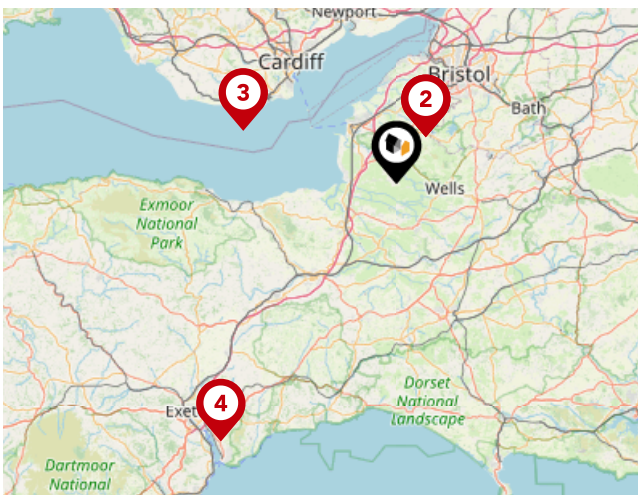 Newport
Cardiff
Bristol
3
2
Bath
Wells
Exmoor
National
Park
Dorset
National
Landscape
4
Exet
Dartmoor
National